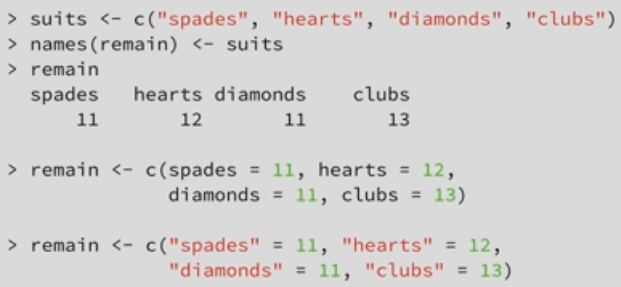 > suits <- c("spades", "hearts", "diamonds", "clubs")
> names(remain) <- suits
> remain
  spades   hearts diamonds    clubs
      11       12       11       13
> remain <- c(spades = 11, hearts = 12,
              diamonds = 11, clubs = 13)
> remain <- c("spades" = 11, "hearts" = 12,
              "diamonds" = 11, "clubs" = 13)